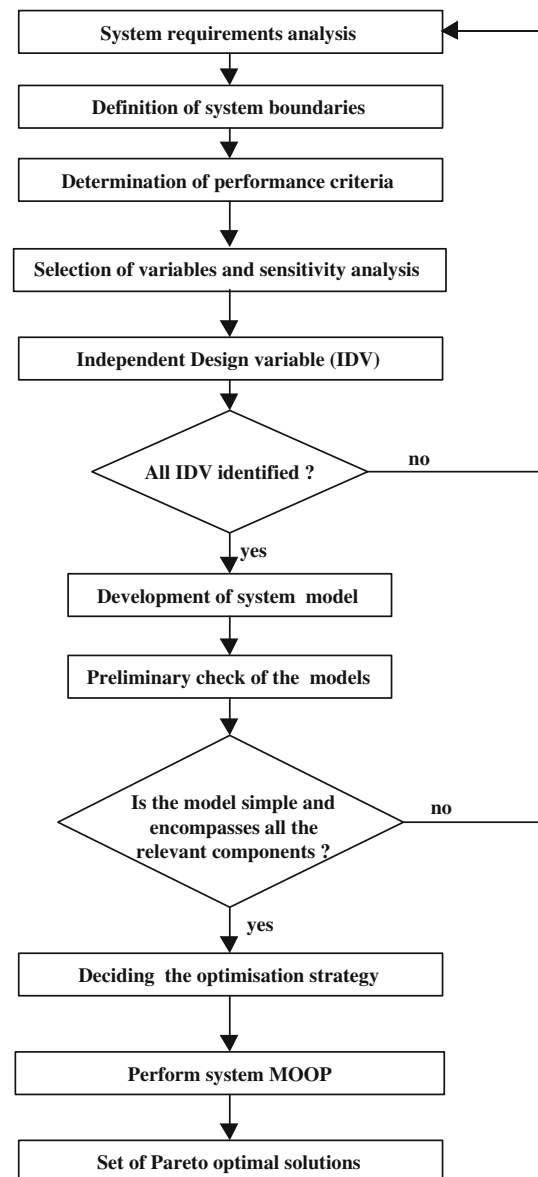 System requirements analysis
Definition of system boundaries
Determination of performance criteria
Selection of variables and sensitivity analysis
Independent Design variable (IDV)
All IDV identified ?
no
yes
Development of system model
Preliminary check of the models
Is the model simple and
encompasses all the
relevant components ?
no
yes
Deciding the optimisation strategy
Perform system MOOP
Set of Pareto optimal solutions